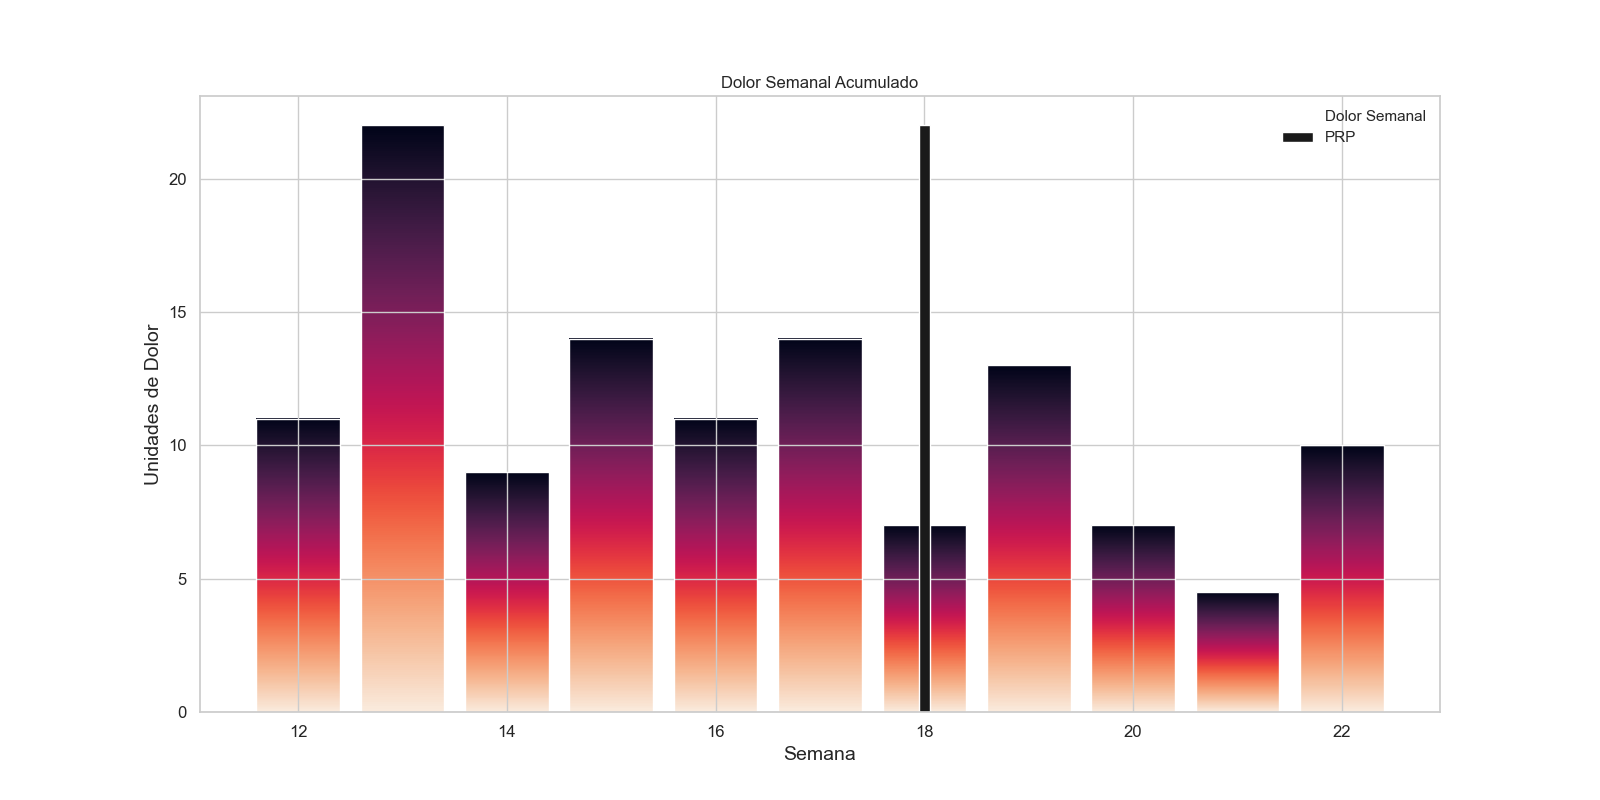 Dolor Semanal Acumulado
Dolor Semanal
PRP
Unidades de Dolor
20
15
10
5
0
12 14 16 18 20 22
Semana